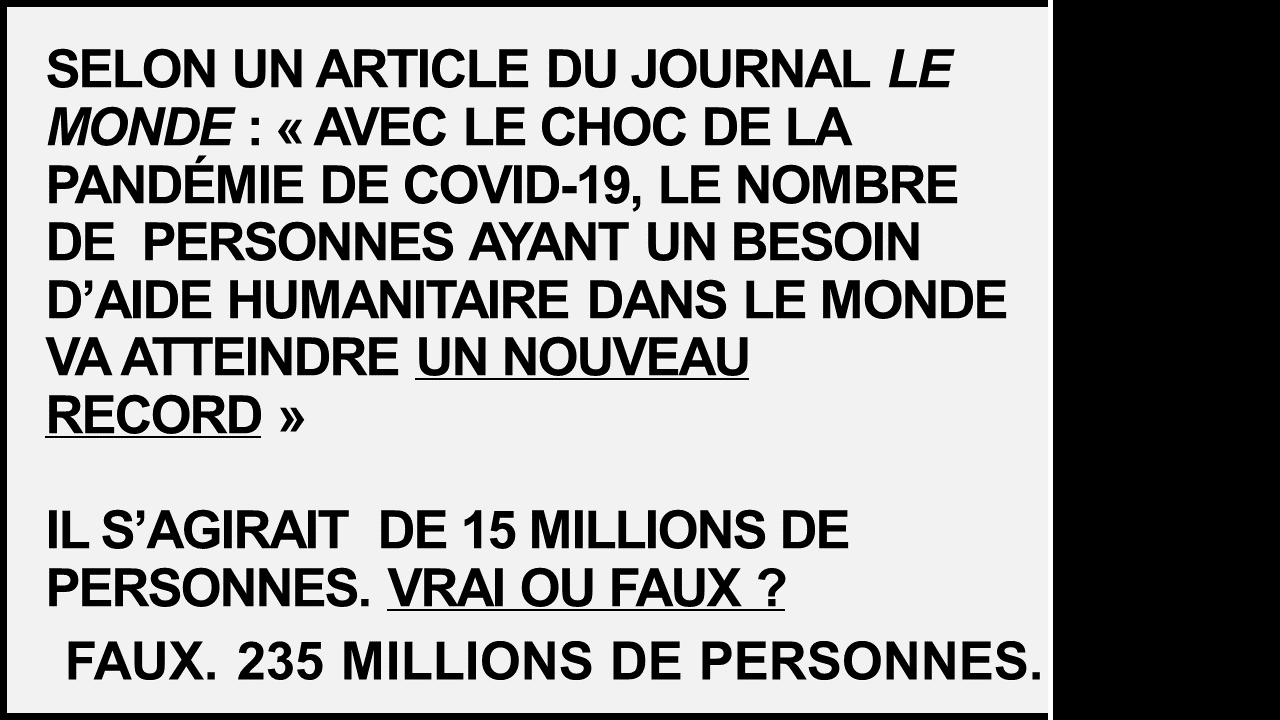 SELON UN ARTICLE DU JOURNAL LE
MONDE : « AVEC LE CHOC DE LA
PANDÉMIE DE COVID-19, LE NOMBRE
DE PERSONNES AYANT UN BESOIN
D’AIDE HUMANITAIRE DANS LE MONDE
VA ATTEINDRE UN NOUVEAU
RECORD »
IL S’AGIRAIT DE 15 MILLIONS DE
PERSONNES. VRAI OU FAUX ?
FAUX. 235 MILLIONS DE PERSONNES.